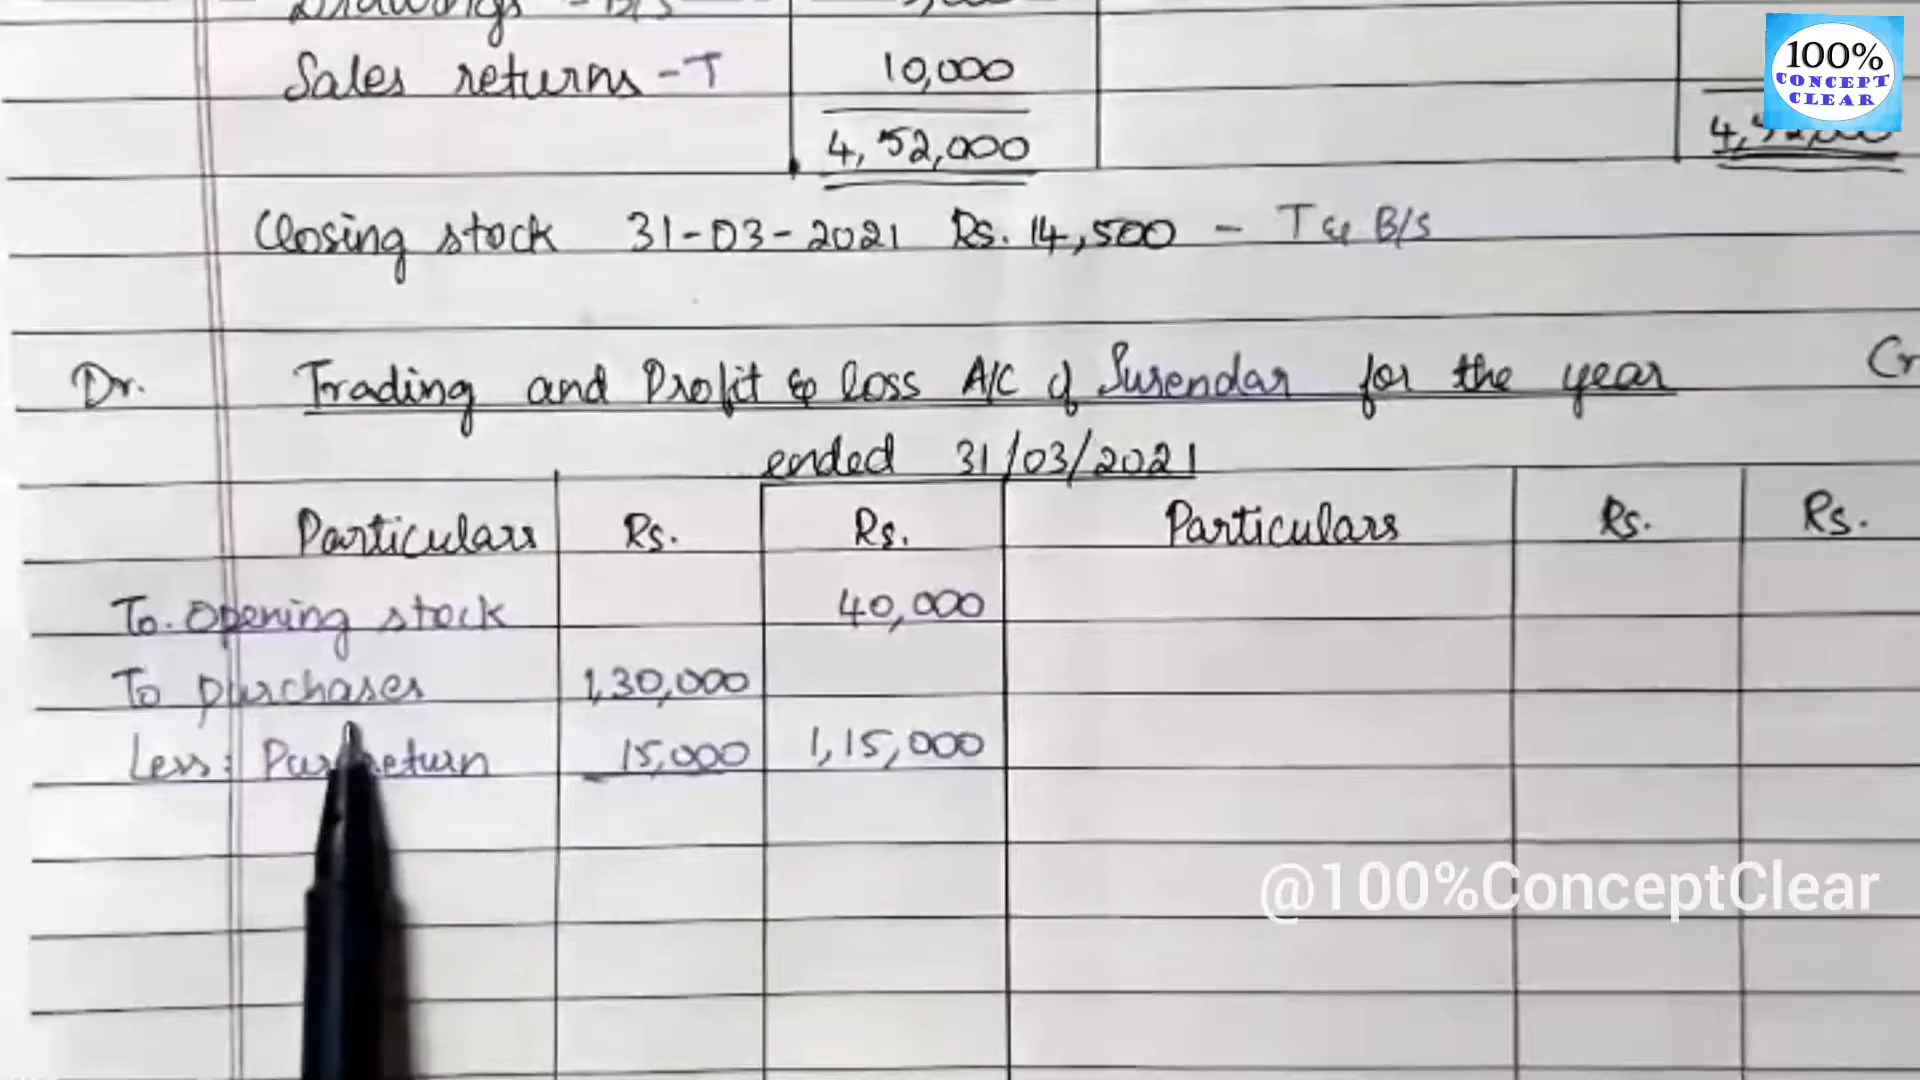 Drawings - B/S
Sales returns - T 10,000
4,52,000
100%
CONCEPT
CLEAR
Closing stock 31-03-2021 Rs. 14,500 - T & B/S
Dr. Trading and Profit & loss A/C of Surendar for the year Cr
ended 31/03/2021
Particulars Rs. Rs. Particulars Rs. Rs.
To. Opening stock 40,000
To purchases 1,30,000
Less: Pur return 15,000 1,15,000
@100%ConceptClear